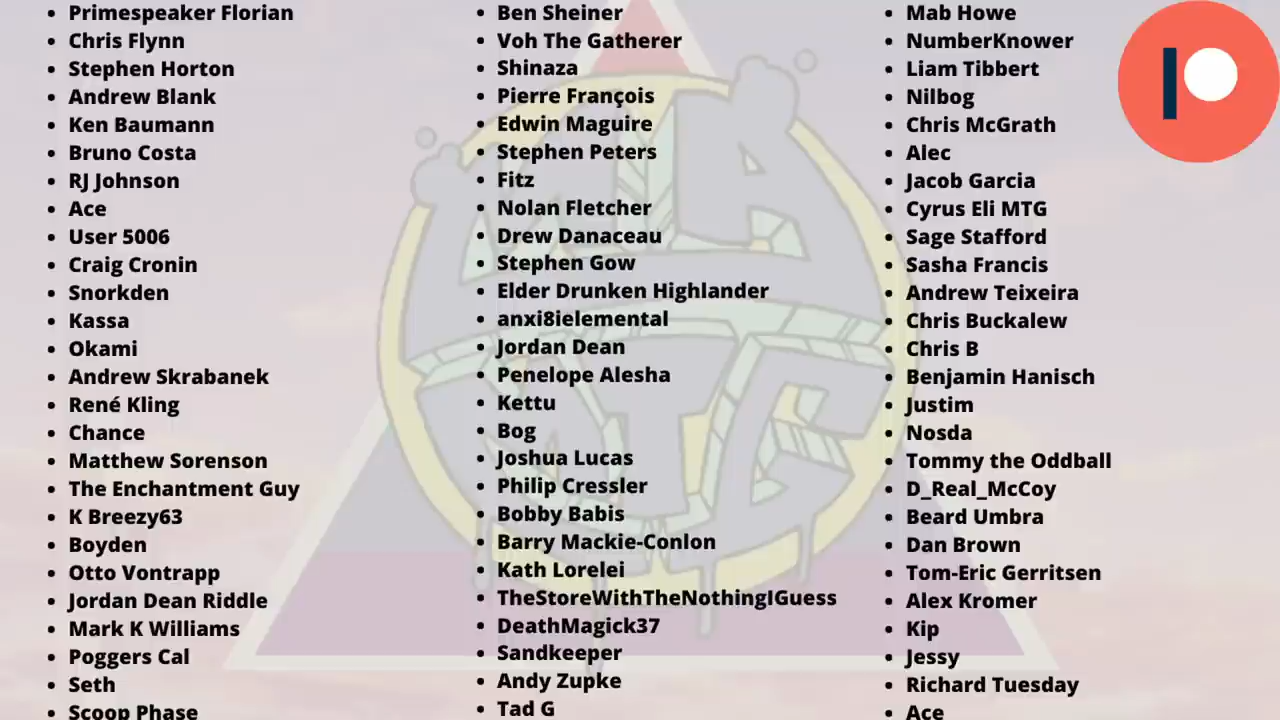 Primespeaker Florian
Chris Flynn
Stephen Horton
Andrew Blank
Ken Baumann
Bruno Costa
RJ Johnson
Ace
User 5006
Craig Cronin
Snorkden
Kassa
Okami
Andrew Skrabanek
René Kling
Chance
Matthew Sorenson
The Enchantment Guy
K Breezy63
Boyden
Otto Vontrapp
Jordan Dean Riddle
Mark K Williams
Poggers Cal
Seth
Scoop Phase
Ben Sheiner
Voh The Gatherer
Shinaza
Pierre François
Edwin Maguire
Stephen Peters
Fitz
Nolan Fletcher
Drew Danaceau
Stephen Gow
Elder Drunken Highlander
anxi8ielemental
Jordan Dean
Penelope Alesha
Kettu
Bog
Joshua Lucas
Philip Cressler
Bobby Babis
Barry Mackie-Conlon
Kath Lorelei
TheStoreWithTheNothingIGuess
DeathMagick37
Sandkeeper
Andy Zupke
Tad G
Mab Howe
NumberKnower
Liam Tibbert
Nilbog
Chris McGrath
Alec
Jacob Garcia
Cyrus Eli MTG
Sage Stafford
Sasha Francis
Andrew Teixeira
Chris Buckalew
Chris B
Benjamin Hanisch
Justim
Nosda
Tommy the Oddball
D_Real_McCoy
Beard Umbra
Dan Brown
Tom-Eric Gerritsen
Alex Kromer
Kip
Jessy
Richard Tuesday
Ace